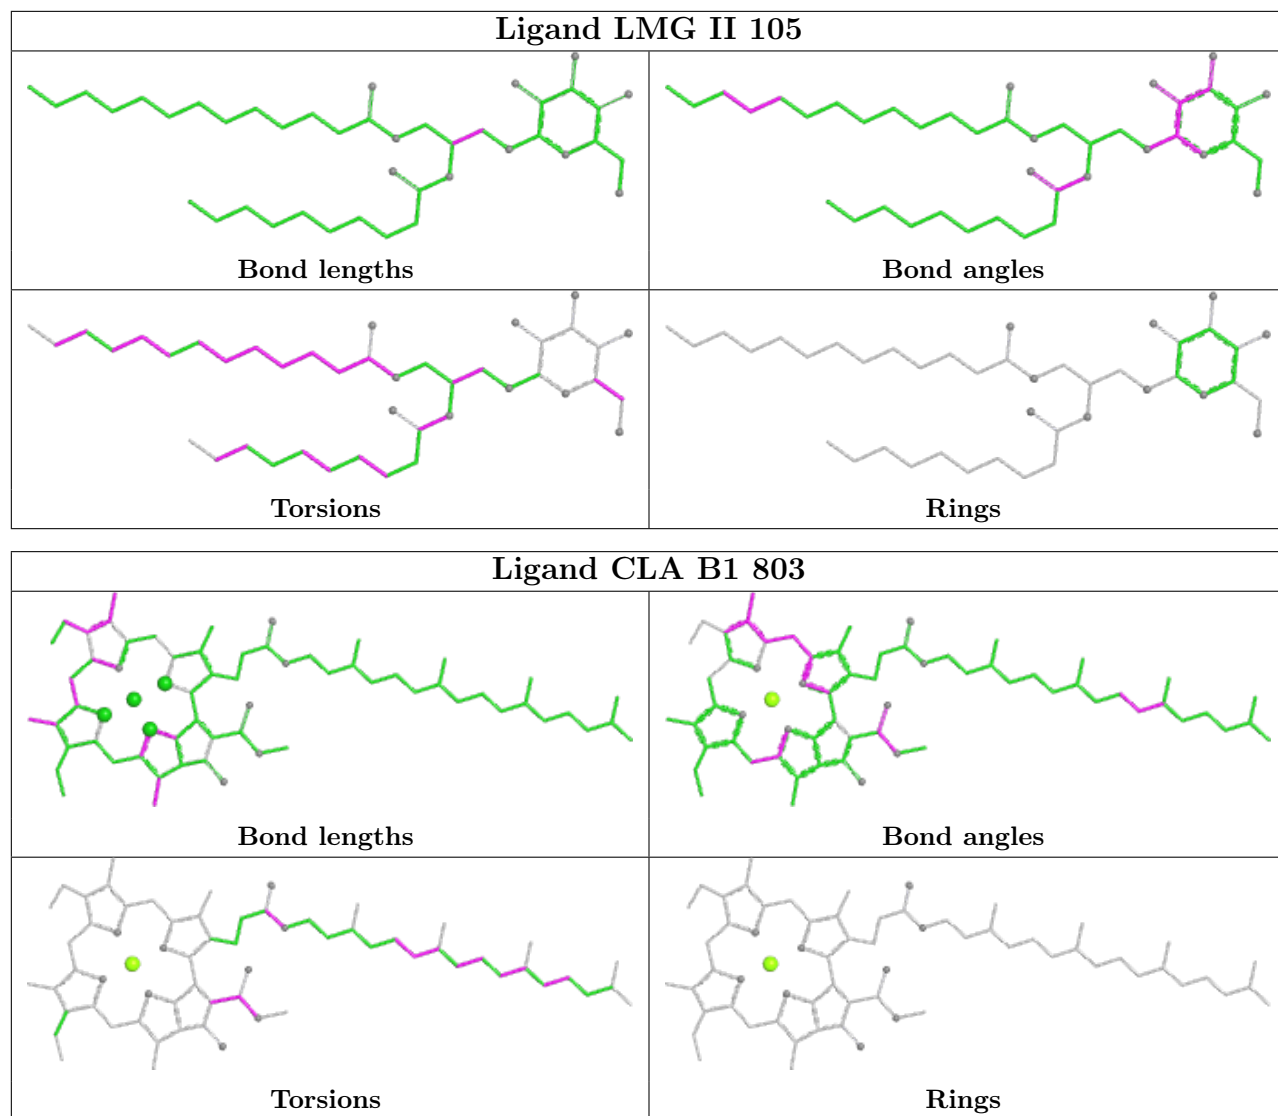 Ligand LMG II 105
Bond lengths
Bond angles
Torsions
Rings
Ligand CLA B1 803
Bond lengths
Bond angles
Torsions
Rings